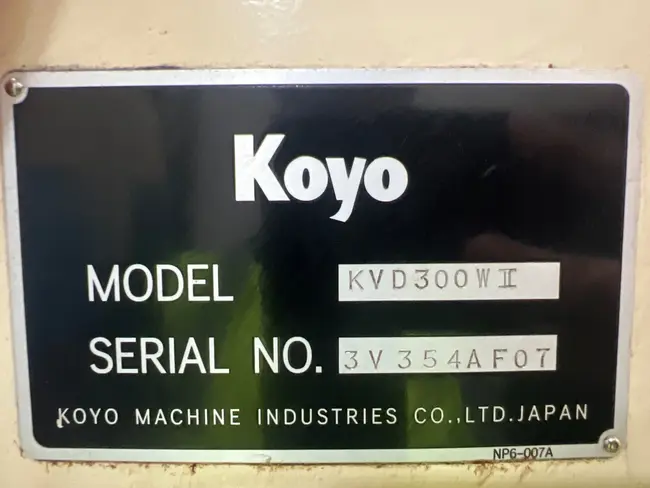 Koyo
MODEL KVD300WⅡ
SERIAL NO. 3V354AF07
KOYO MACHINE INDUSTRIES CO.,LTD.JAPAN
NP6-007A